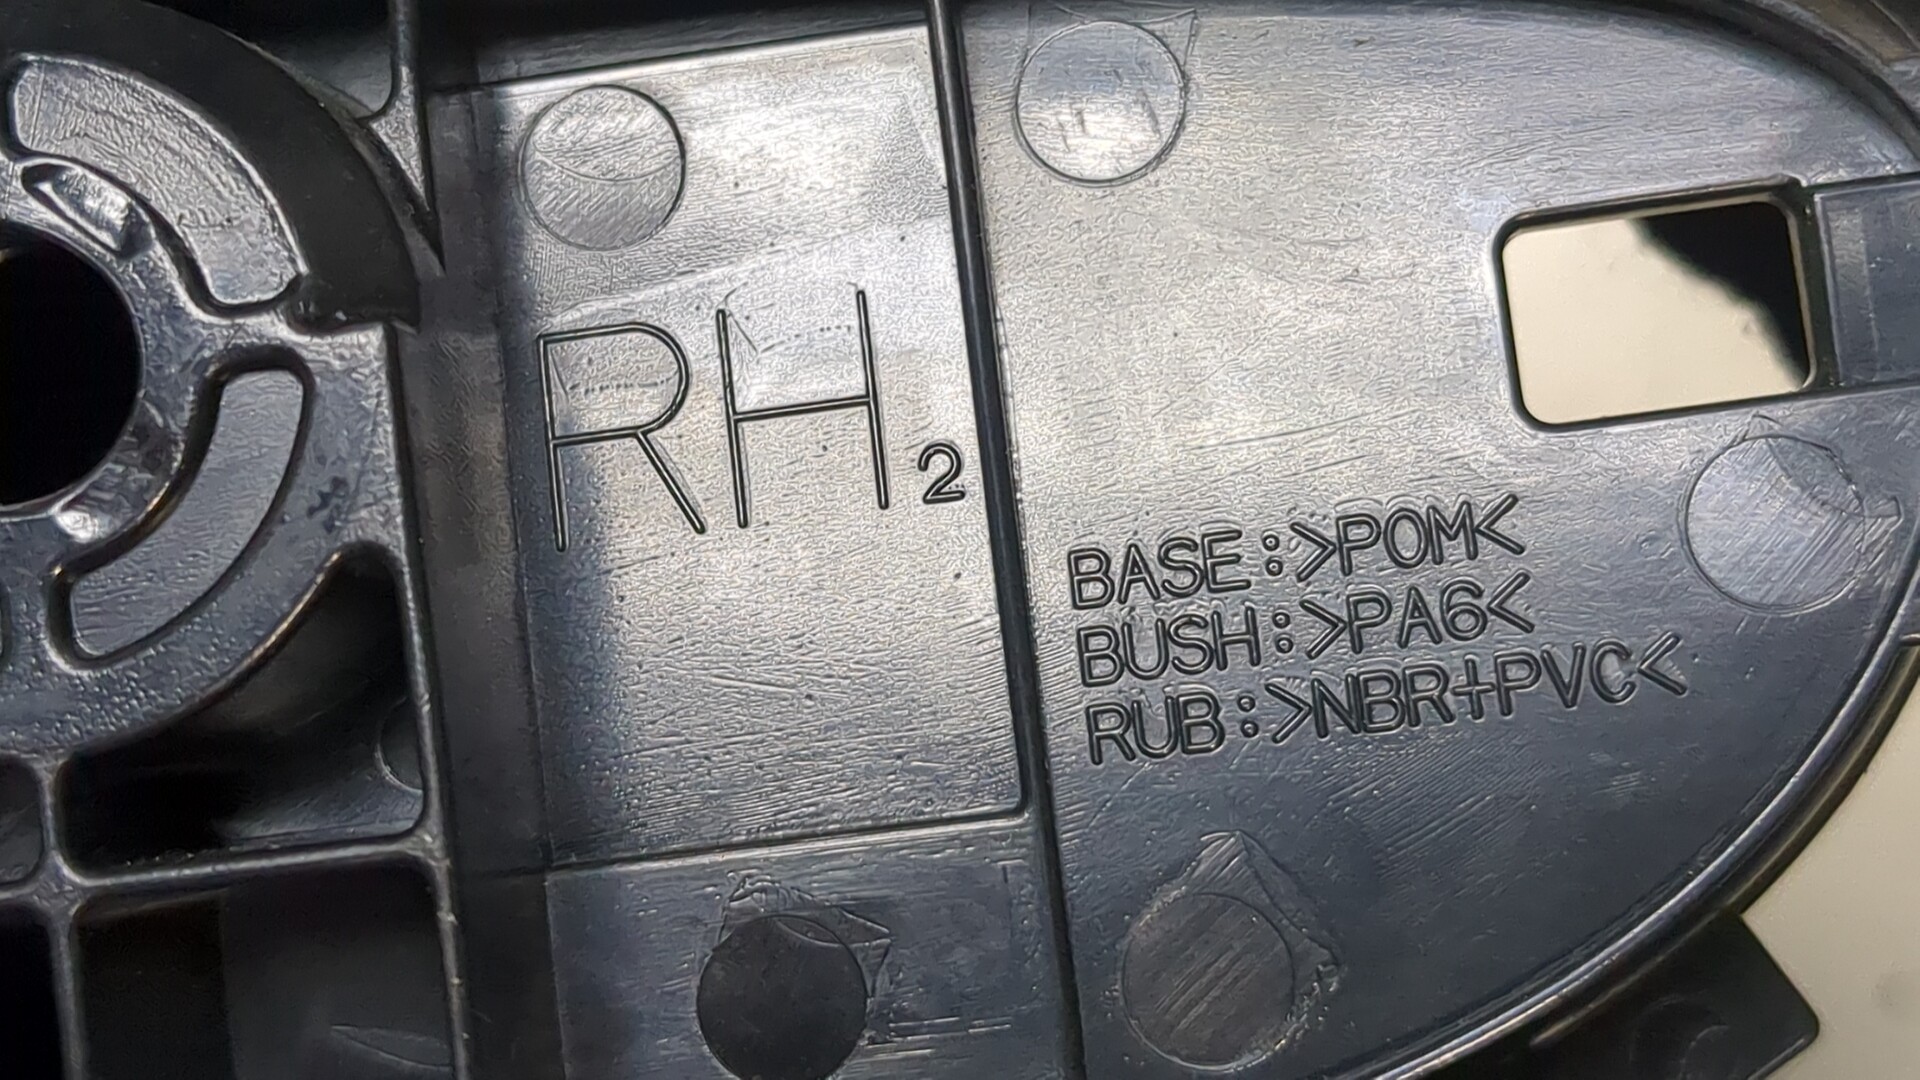 RH2
BASE:>POM<
BUSH:>PA6<
RUB:>NBR+PVC<